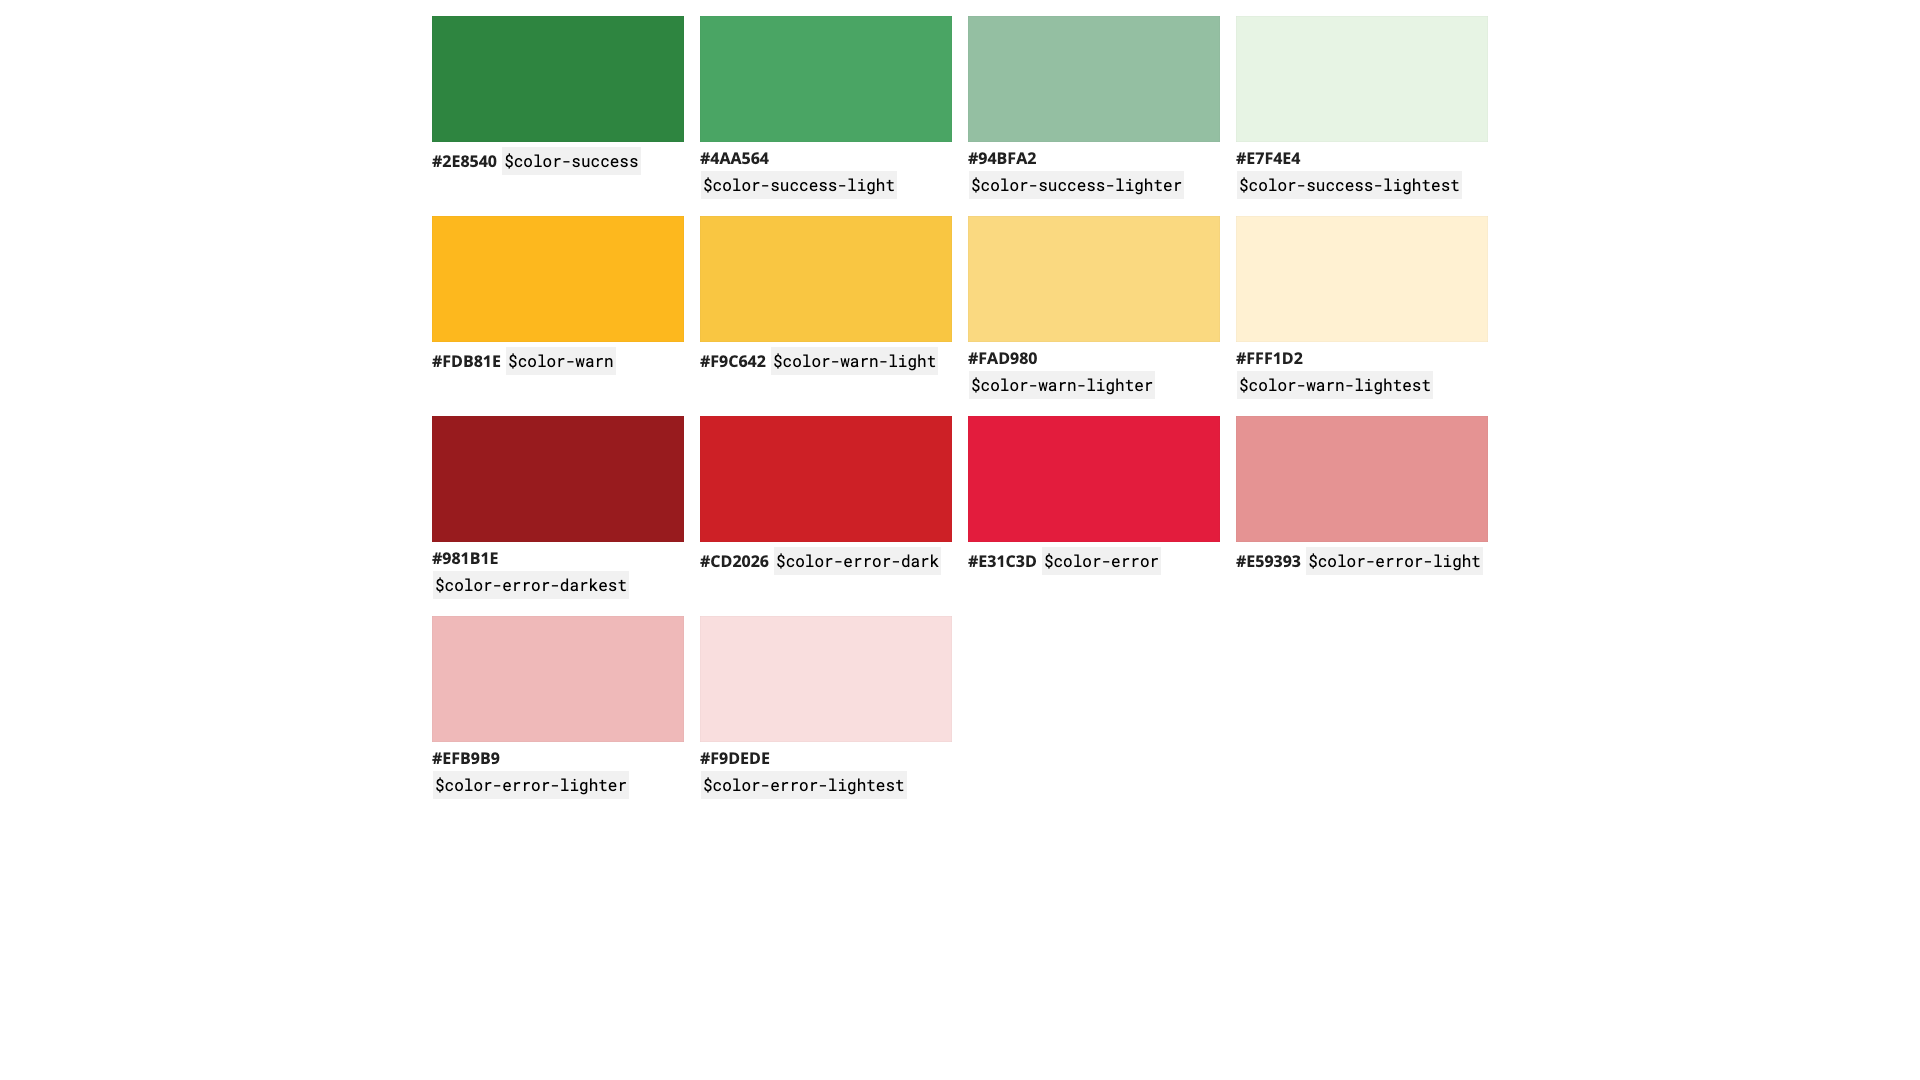 #2E8540 $color-success
#4AA564
$color-success-light
#94BFA2
$color-success-lighter
#E7F4E4
$color-success-lightest
#FDB81E $color-warn
#F9C642 $color-warn-light
#FAD980
$color-warn-lighter
#FFF1D2
$color-warn-lightest
#981B1E
$color-error-darkest
#CD2026 $color-error-dark
#E31C3D $color-error
#E59393 $color-error-light
#EFB9B9
$color-error-lighter
#F9DEDE
$color-error-lightest